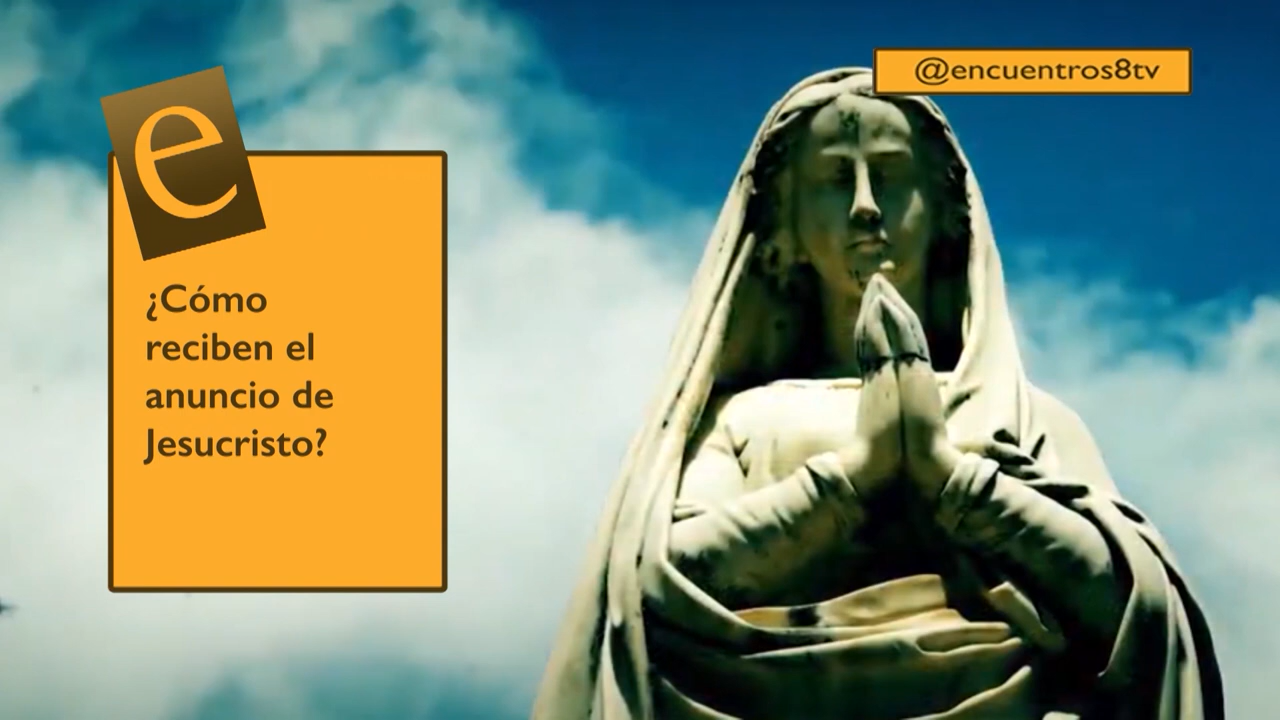 @encuentros8tv
e
¿Cómo
reciben el
anuncio de
Jesucristo?